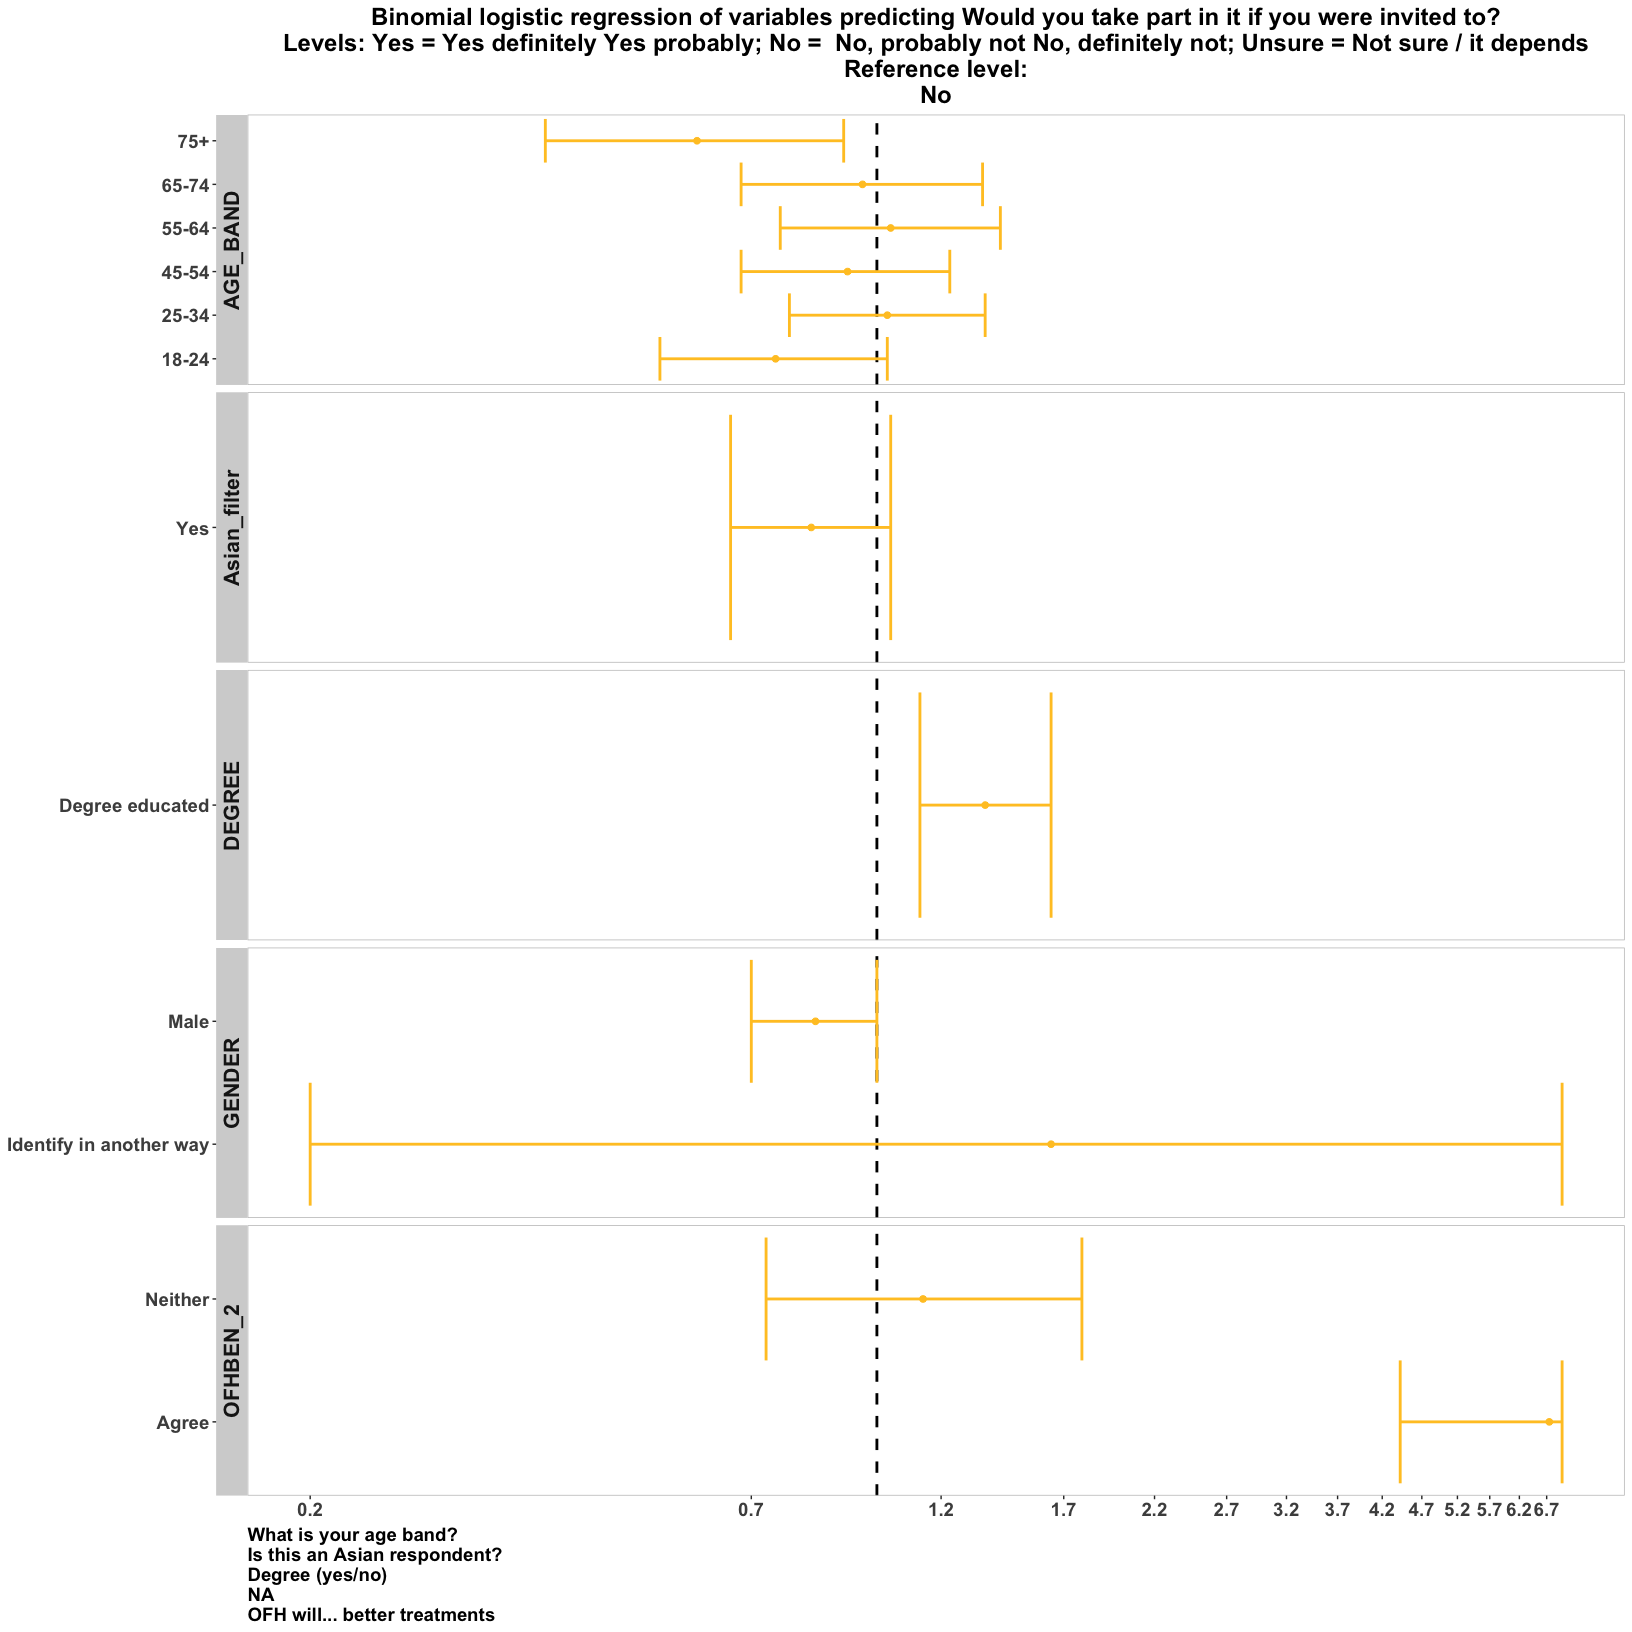 Binomial logistic regression of variables predicting Would you take part in it if you were invited to?
Levels: Yes = Yes definitely Yes probably; No =  No, probably not No, definitely not; Unsure = Not sure / it depends
Reference level:
No
AGE_BAND
75+
65-74
55-64
45-54
25-34
18-24
Asian_filter
Yes
DEGREE
Degree educated
GENDER
Male
Identify in another way
OFHBEN_2
Neither
Agree
0.2 0.7 1.2 1.7 2.2 2.7 3.2 3.7 4.2 4.7 5.2 5.7 6.2 6.7
What is your age band?
Is this an Asian respondent?
Degree (yes/no)
NA
OFH will... better treatments